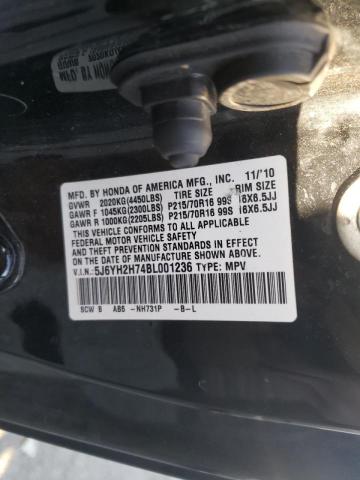 MFD. BY HONDA OF AMERICA MFG., INC. 11/'10
GVWR 2020KG(4450LBS) TIRE SIZE RIM SIZE
GAWR F 1045KG(2300LBS) P215/70R16 99S 16X6.5JJ
GAWR R 1000KG(2205LBS) P215/70R16 99S 16X6.5JJ
THIS VEHICLE CONFORMS TO ALL APPLICABLE
FEDERAL MOTOR VEHICLE SAFETY AND THEFT
PREVENTION STANDARDS IN EFFECT ON THE DATE
OF MANUFACTURE SHOWN ABOVE.
V.I.N.: 5J6YH2H74BL001236 TYPE: MPV
SCW B AB6 -NH731P -B-L